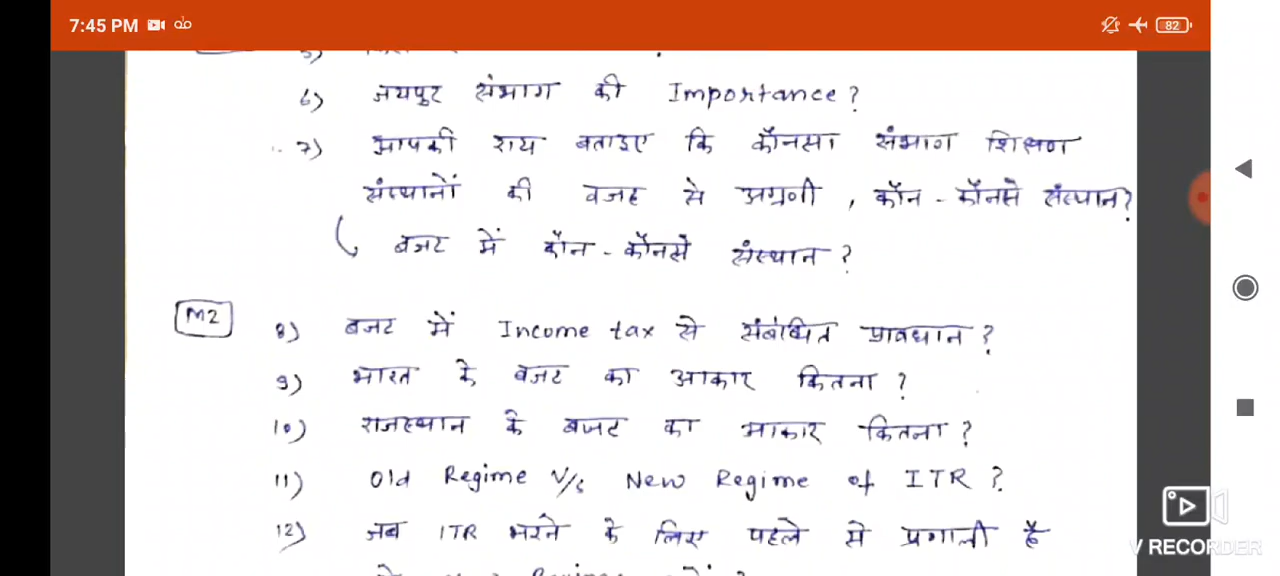 7:45 PM 82
5)
6) जयपुर संभाग की Importance?
7) आपकी राय बताइए कि कौनसा संभाग शिक्षण
संस्थानों की वजह से अग्रणी, कौन - कौनसे संस्थान?
बजट में कौन - कौनसे संस्थान?
M2
8) बजट में Income tax से संबंधित प्रावधान?
9) भारत के बजट का आकार कितना?
10) राजस्थान के बजट का आकार कितना?
11) Old Regime V/s New Regime of ITR?
12) जब ITR भरने के लिए पहले से प्रणाली है
V RECORDER